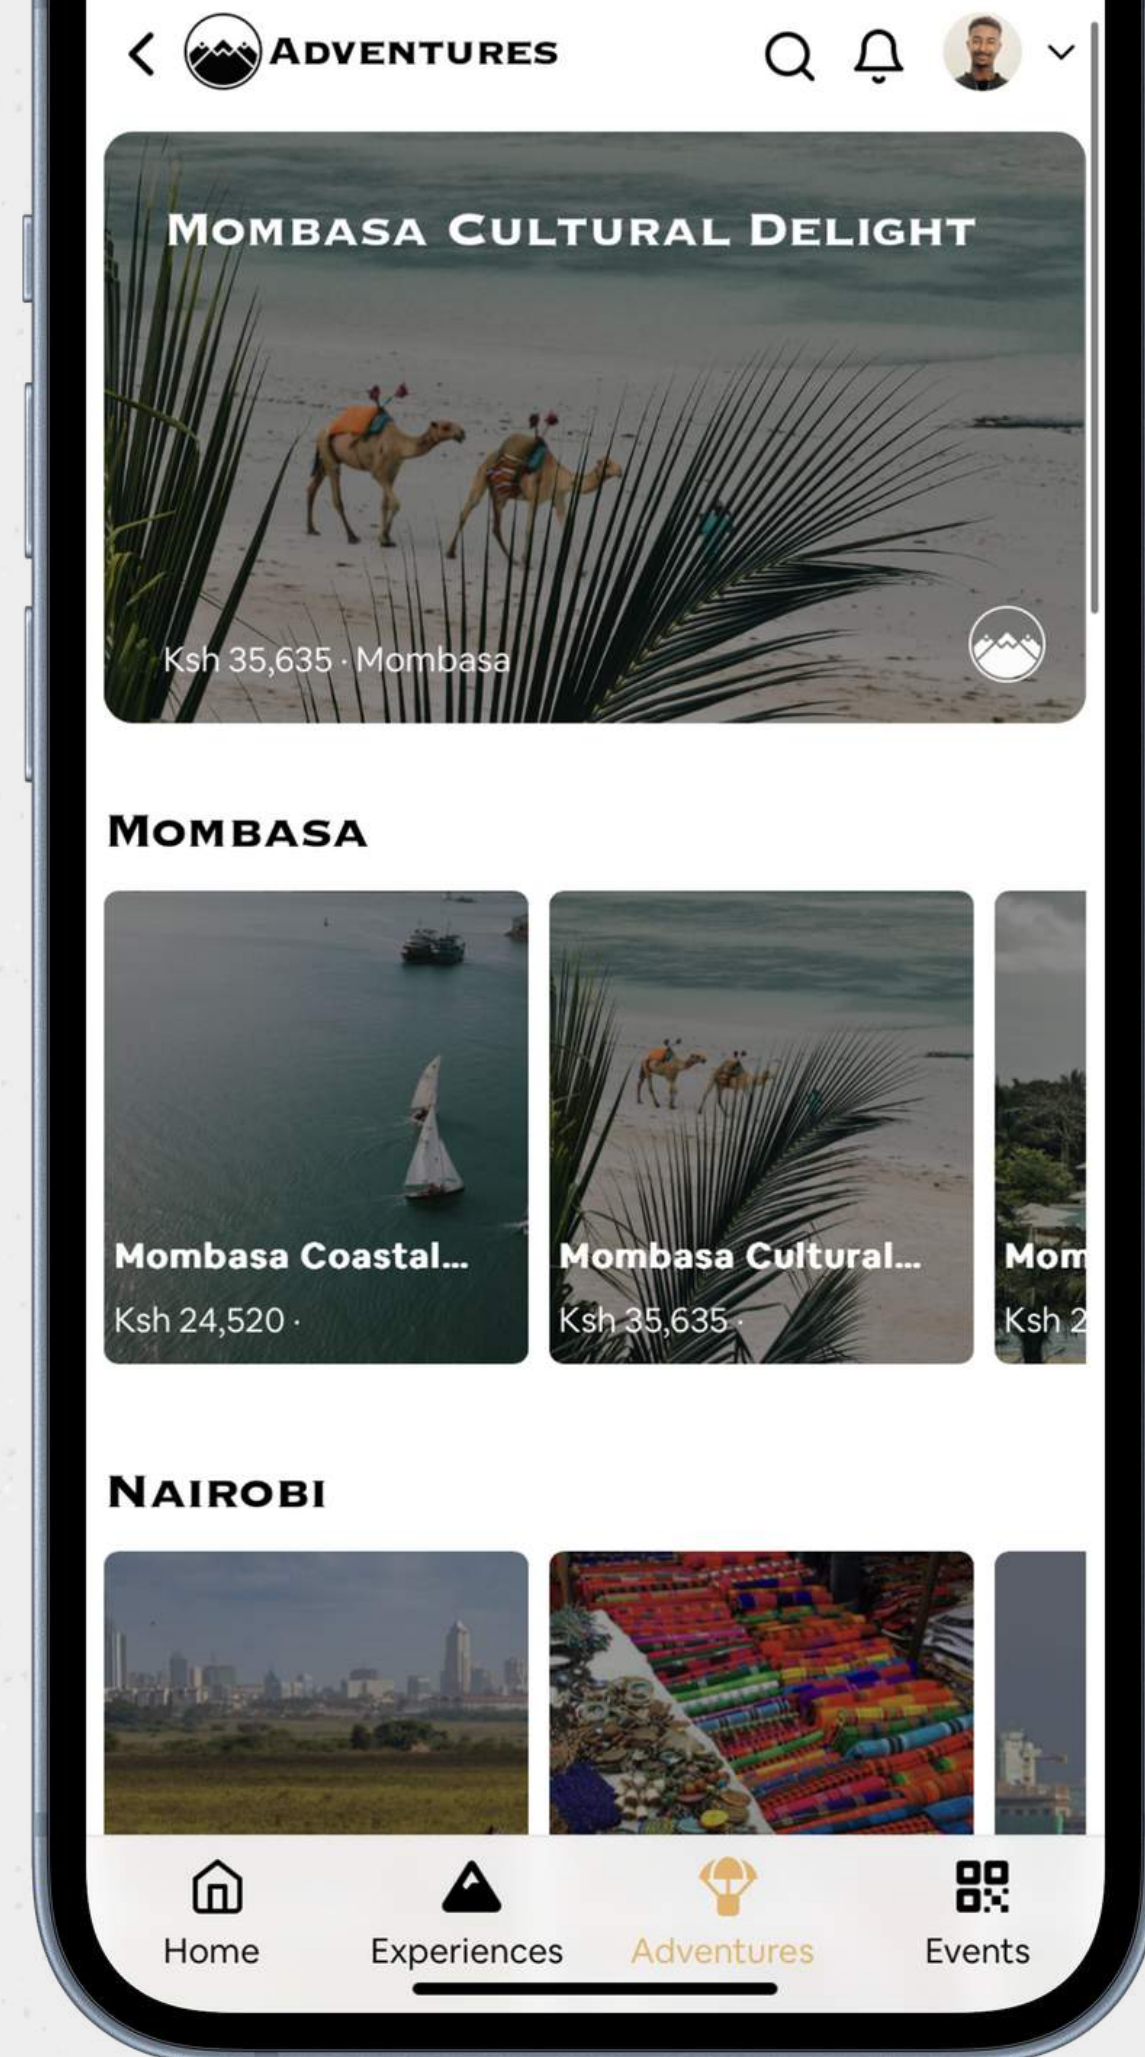 ADVENTURES
MOMBASA CULTURAL DELIGHT
Ksh 35,635 · Mombasa
MOMBASA
Mombasa Coastal...
Mombasa Cultural...
Mom
Ksh 24,520 ·
Ksh 35,635 ·
Ksh 2
NAIROBI
Home
Experiences
Adventures
Events